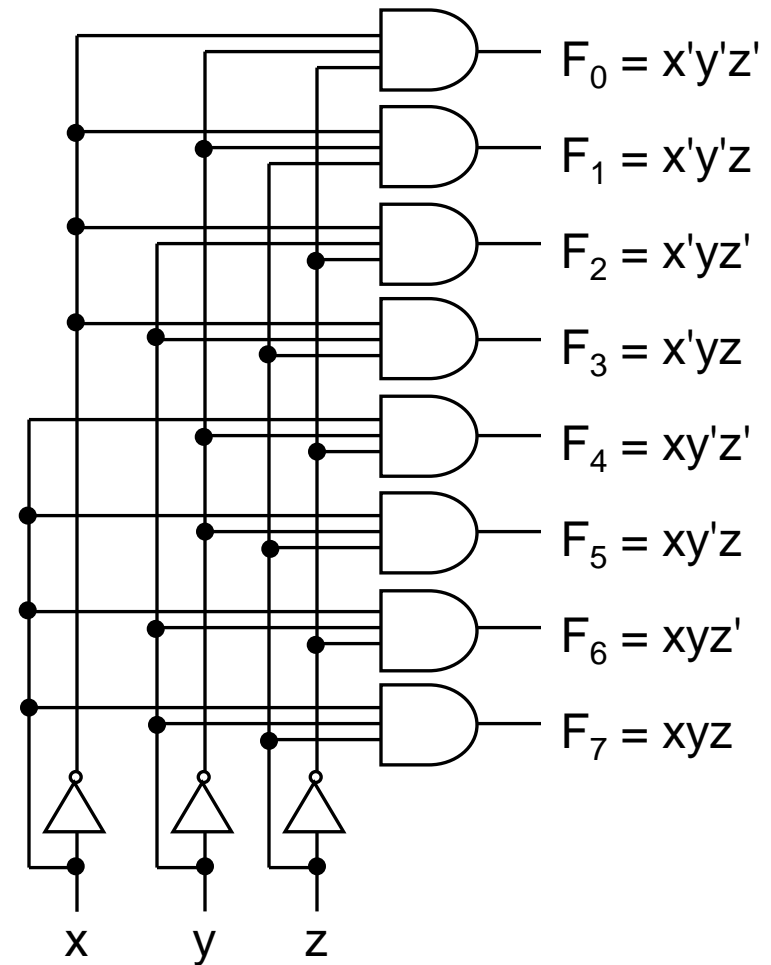 F₀ = x'y'z'
F₁ = x'y'z
F₂ = x'yz'
F₃ = x'yz
F₄ = xy'z'
F₅ = xy'z
F₆ = xyz'
F₇ = xyz
x y z